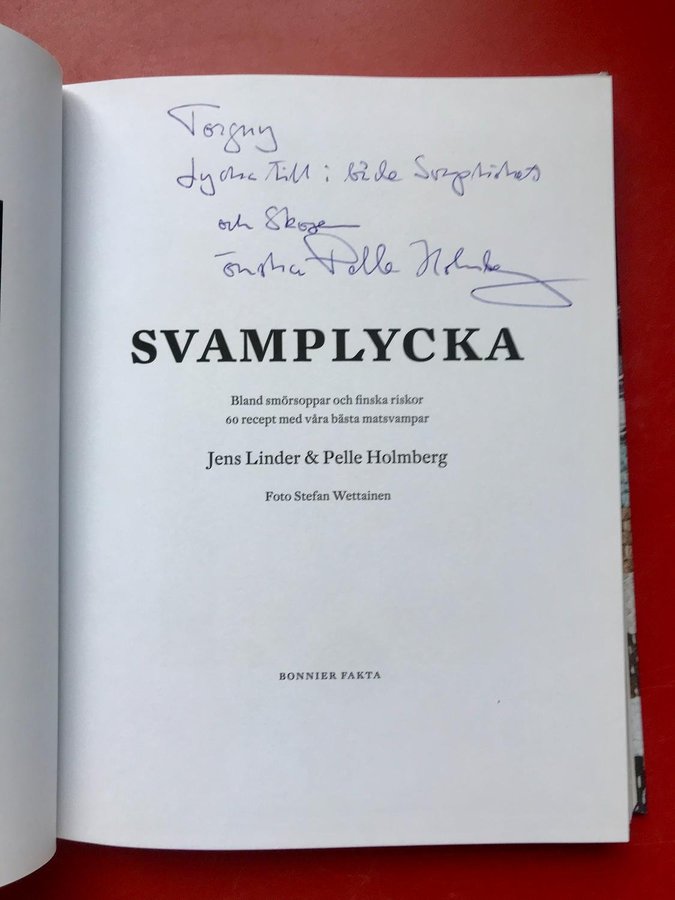 Torgny
Lycka till i både
och Skogen
önskar Pelle Holmberg
SVAMPLYCKA
Bland smörsoppar och finska riskor
60 recept med våra bästa matsvampar
Jens Linder & Pelle Holmberg
Foto Stefan Wettainen
BONNIER FAKTA